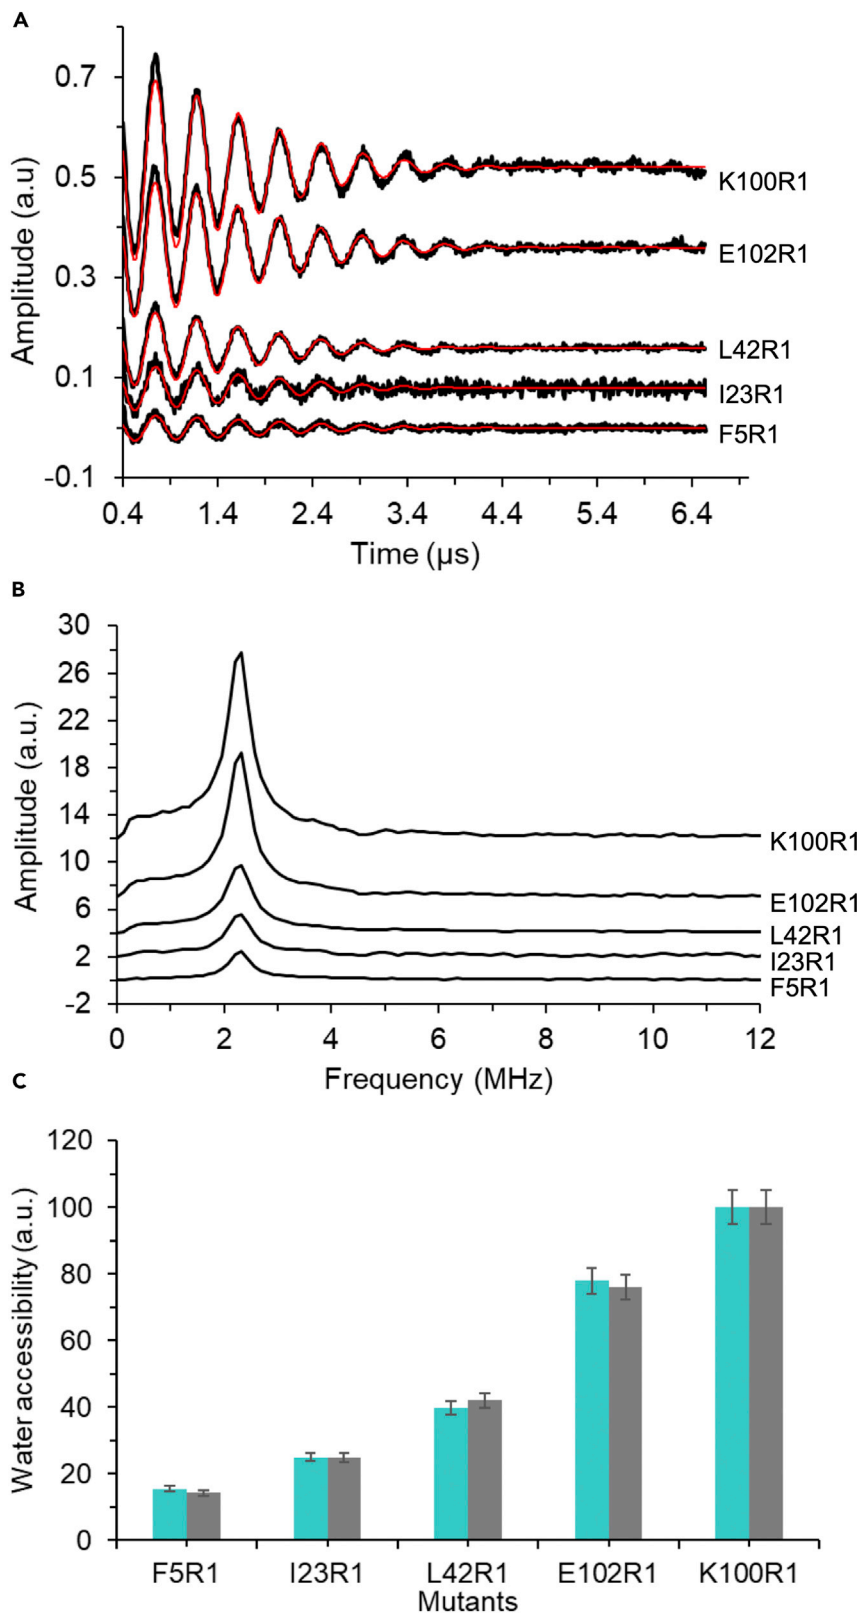 A
Amplitude (a.u)
0.7
0.5
0.3
0.1
-0.1
K100R1
E102R1
L42R1
I23R1
F5R1
0.4 1.4 2.4 3.4 4.4 5.4 6.4
Time (µs)
B
Amplitude (a.u.)
30
26
22
18
14
10
6
2
-2
K100R1
E102R1
L42R1
I23R1
F5R1
0 2 4 6 8 10 12
Frequency (MHz)
C
Water accessibility (a.u.)
120
100
80
60
40
20
0
F5R1 I23R1 L42R1 E102R1 K100R1
Mutants